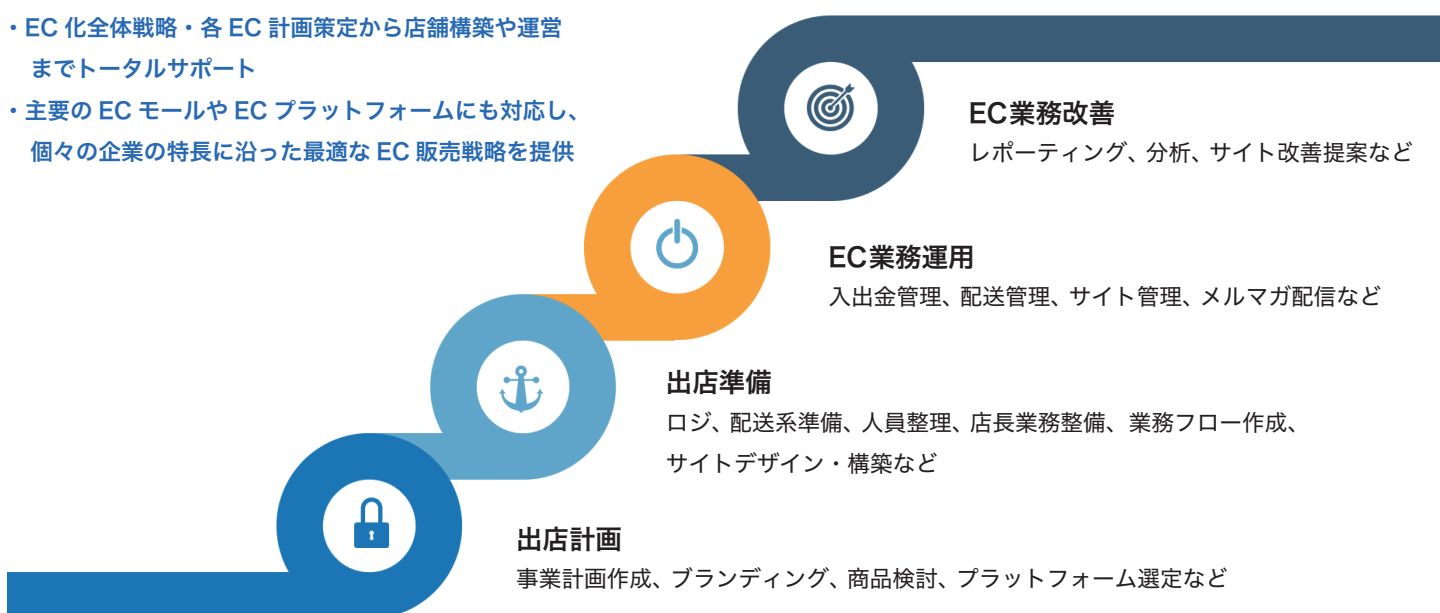 ・EC 化全体戦略・各 EC 計画策定から店舗構築や運営
までトータルサポート
・主要の EC モールや EC プラットフォームにも対応し、
個々の企業の特長に沿った最適な EC 販売戦略を提供
EC業務改善
レポーティング、分析、サイト改善提案など
EC業務運用
入出金管理、配送管理、サイト管理、メルマガ配信など
出店準備
ロジ、配送系準備、人員整理、店長業務整備、業務フロー作成、
サイトデザイン・構築など
出店計画
事業計画作成、ブランディング、商品検討、プラットフォーム選定など